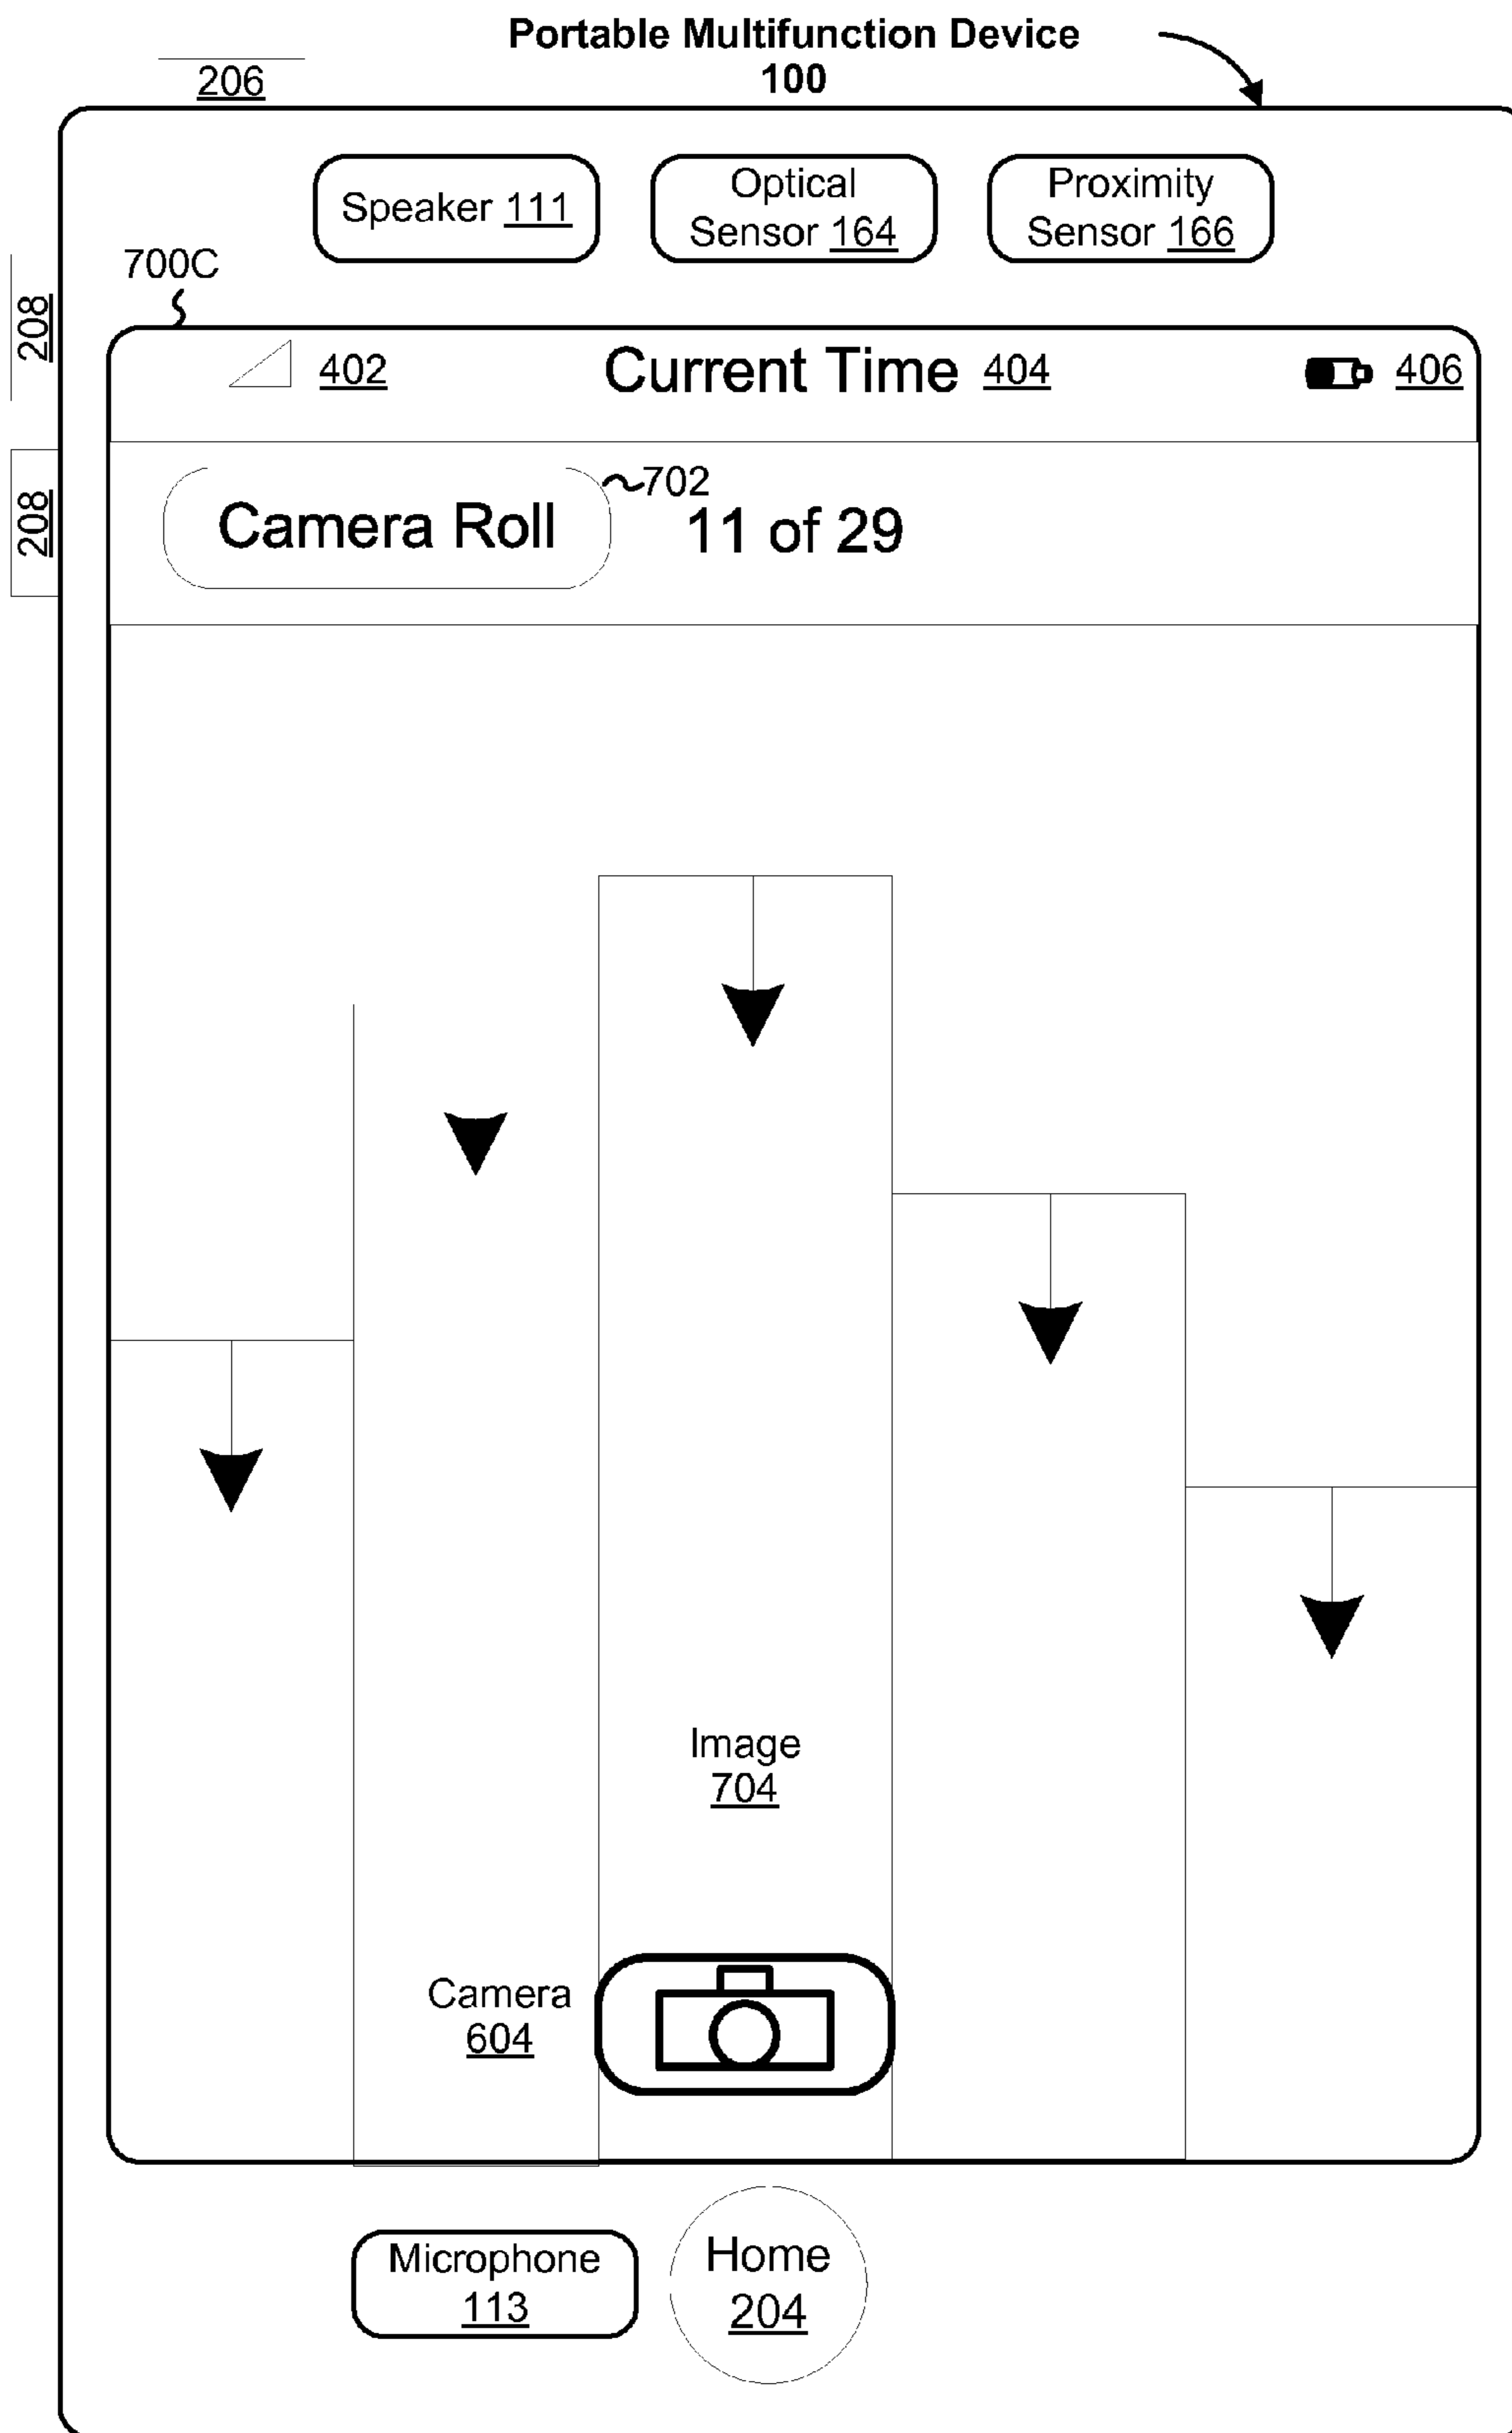 Portable Multifunction Device
100
206
Speaker 111
Optical
Sensor 164
Proximity
Sensor 166
700C
208
402
Current Time 404
406
208
702
Camera Roll
11 of 29
Image
704
Camera
604
Microphone
113
Home
204